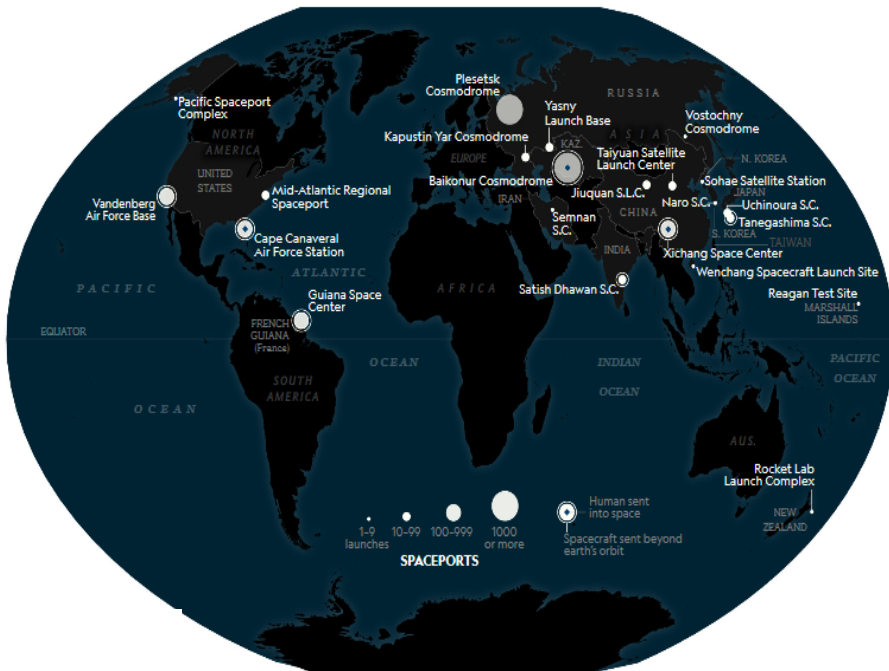 Plesetsk
Cosmodrome
RUSSIA
Yasny
Launch Base
Vostochny
Cosmodrome
Pacific Spaceport
Complex
NORTH
AMERICA
Kapustin Yar Cosmodrome
ASIA
KAZ.
EUROPE
Taiyuan Satellite
Launch Center
N. KOREA
UNITED
STATES
Baikonur Cosmodrome
Sohae Satellite Station
Mid-Atlantic Regional
Spaceport
IRAN
Jiuquan S.L.C.
JAPAN
Vandenberg
Air Force Base
Naro S.C.
Uchinoura S.C.
CHINA
Semnan
S.C.
Tanegashima S.C.
S. KOREA
Cape Canaveral
Air Force Station
INDIA
TAIWAN
Xichang Space Center
ATLANTIC
Wenchang Spacecraft Launch Site
PACIFIC
AFRICA
Satish Dhawan S.C.
Guiana Space
Center
Reagan Test Site
MARSHALL
ISLANDS
EQUATOR
FRENCH
GUIANA
(France)
OCEAN
INDIAN
OCEAN
PACIFIC
OCEAN
SOUTH
AMERICA
OCEAN
AUS.
Rocket Lab
Launch Complex
NEW
ZEALAND
1-9
launches
10-99
100-999
1000
or more
Human sent
into space
Spacecraft sent beyond
earth's orbit
SPACEPORTS